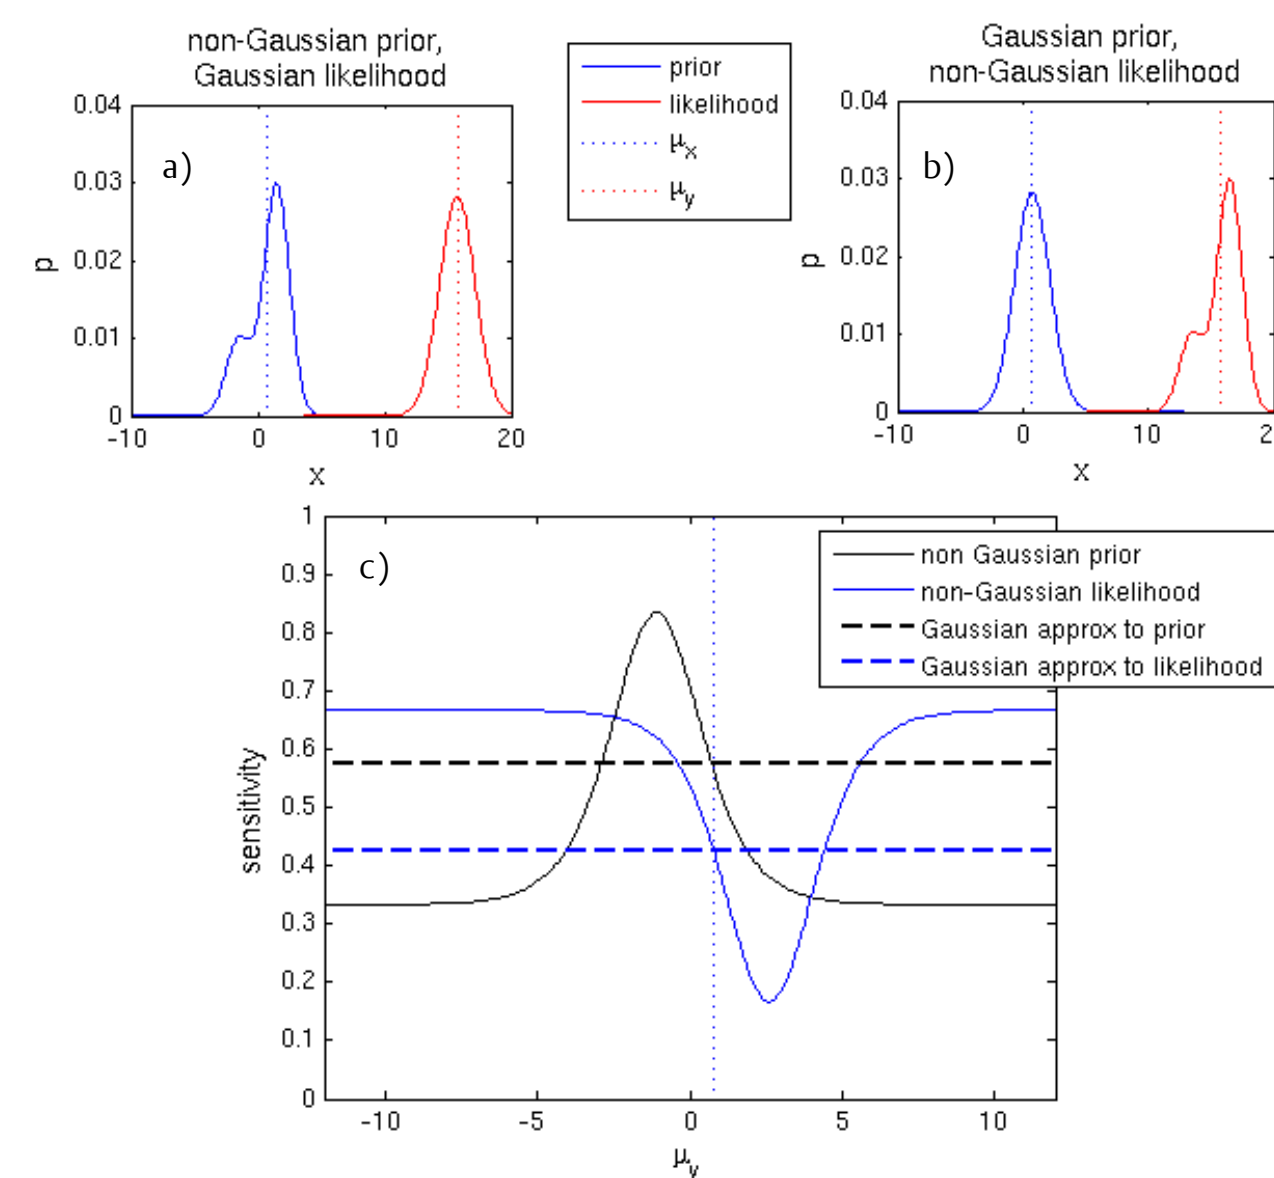 non-Gaussian prior,
Gaussian likelihood
0.04
0.03
0.02
0.01
0
p
a)
-10
0
10
20
x
prior
likelihood
μx
μy
Gaussian prior,
non-Gaussian likelihood
0.04
0.03
0.02
0.01
0
p
b)
-10
0
10
2
x
1
0.9
0.8
0.7
0.6
0.5
0.4
0.3
0.2
0.1
0
sensitivity
c)
non Gaussian prior
non-Gaussian likelihood
Gaussian approx to prior
Gaussian approx to likelihood
-10
-5
0
5
10
μy